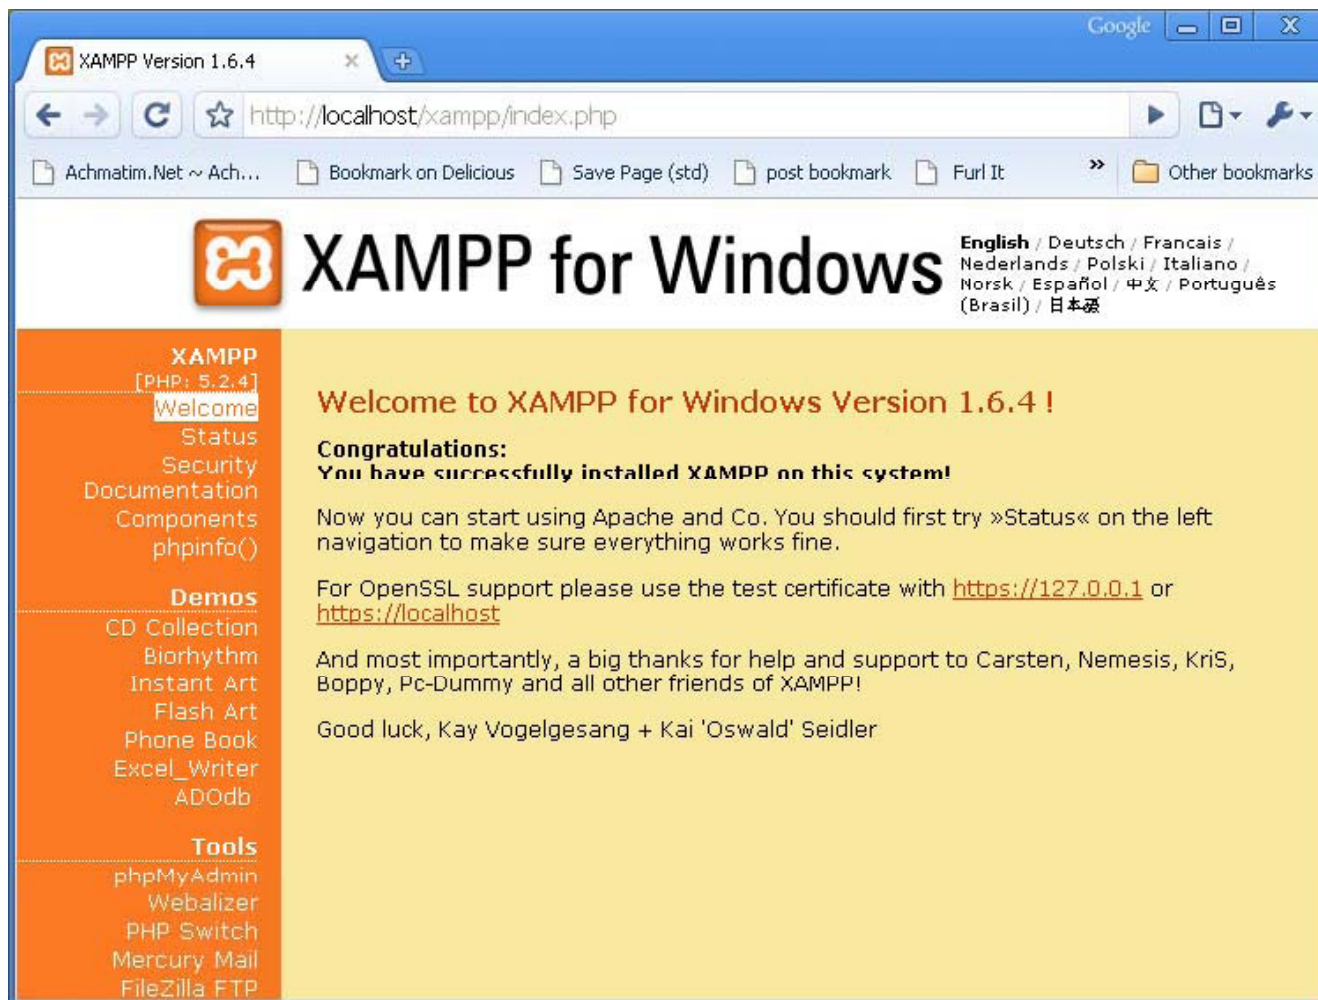 Google
XAMPP Version 1.6.4
http://localhost/xampp/index.php
Achmatim.Net ~ Ach...
Bookmark on Delicious
Save Page (std)
post bookmark
Furl It
»
Other bookmarks
XAMPP for Windows
English / Deutsch / Francais /
Nederlands / Polski / Italiano /
Norsk / Español / 中文 / Português
(Brasil) / 日本語
XAMPP
[PHP: 5.2.4]
Welcome
Status
Security
Documentation
Components
phpinfo()
Demos
CD Collection
Biorhythm
Instant Art
Flash Art
Phone Book
Excel_Writer
ADOdb
Tools
phpMyAdmin
Webalizer
PHP Switch
Mercury Mail
FileZilla FTP
Welcome to XAMPP for Windows Version 1.6.4 !
Congratulations:
You have successfully installed XAMPP on this system!
Now you can start using Apache and Co. You should first try »Status« on the left
navigation to make sure everything works fine.
For OpenSSL support please use the test certificate with https://127.0.0.1 or
https://localhost
And most importantly, a big thanks for help and support to Carsten, Nemesis, KriS,
Boppy, Pc-Dummy and all other friends of XAMPP!
Good luck, Kay Vogelgesang + Kai 'Oswald' Seidler